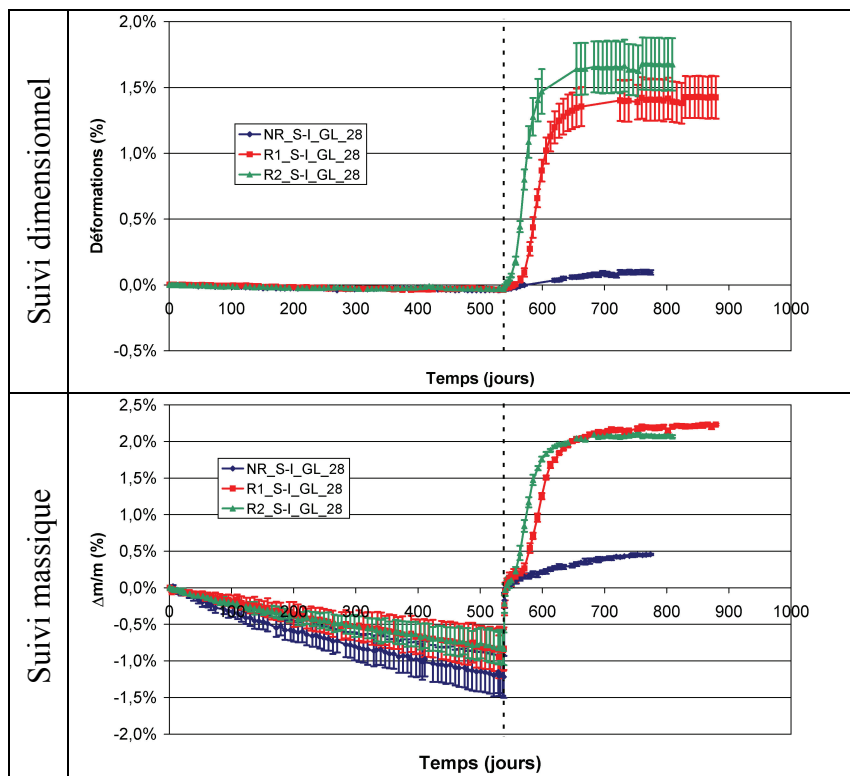 Suivi dimensionnel
Déformations (%)
2,0%
1,5%
1,0%
0,5%
0,0%
-0,5%
NR_S-I_GL_28
R1_S-I_GL_28
R2_S-I_GL_28
0 100 200 300 400 500 600 700 800 900 1000
Temps (jours)
Suivi massique
Δm/m (%)
2,5%
2,0%
1,5%
1,0%
0,5%
0,0%
-0,5%
-1,0%
-1,5%
-2,0%
NR_S-I_GL_28
R1_S-I_GL_28
R2_S-I_GL_28
0 100 200 300 400 500 600 700 800 900 1000
Temps (jours)